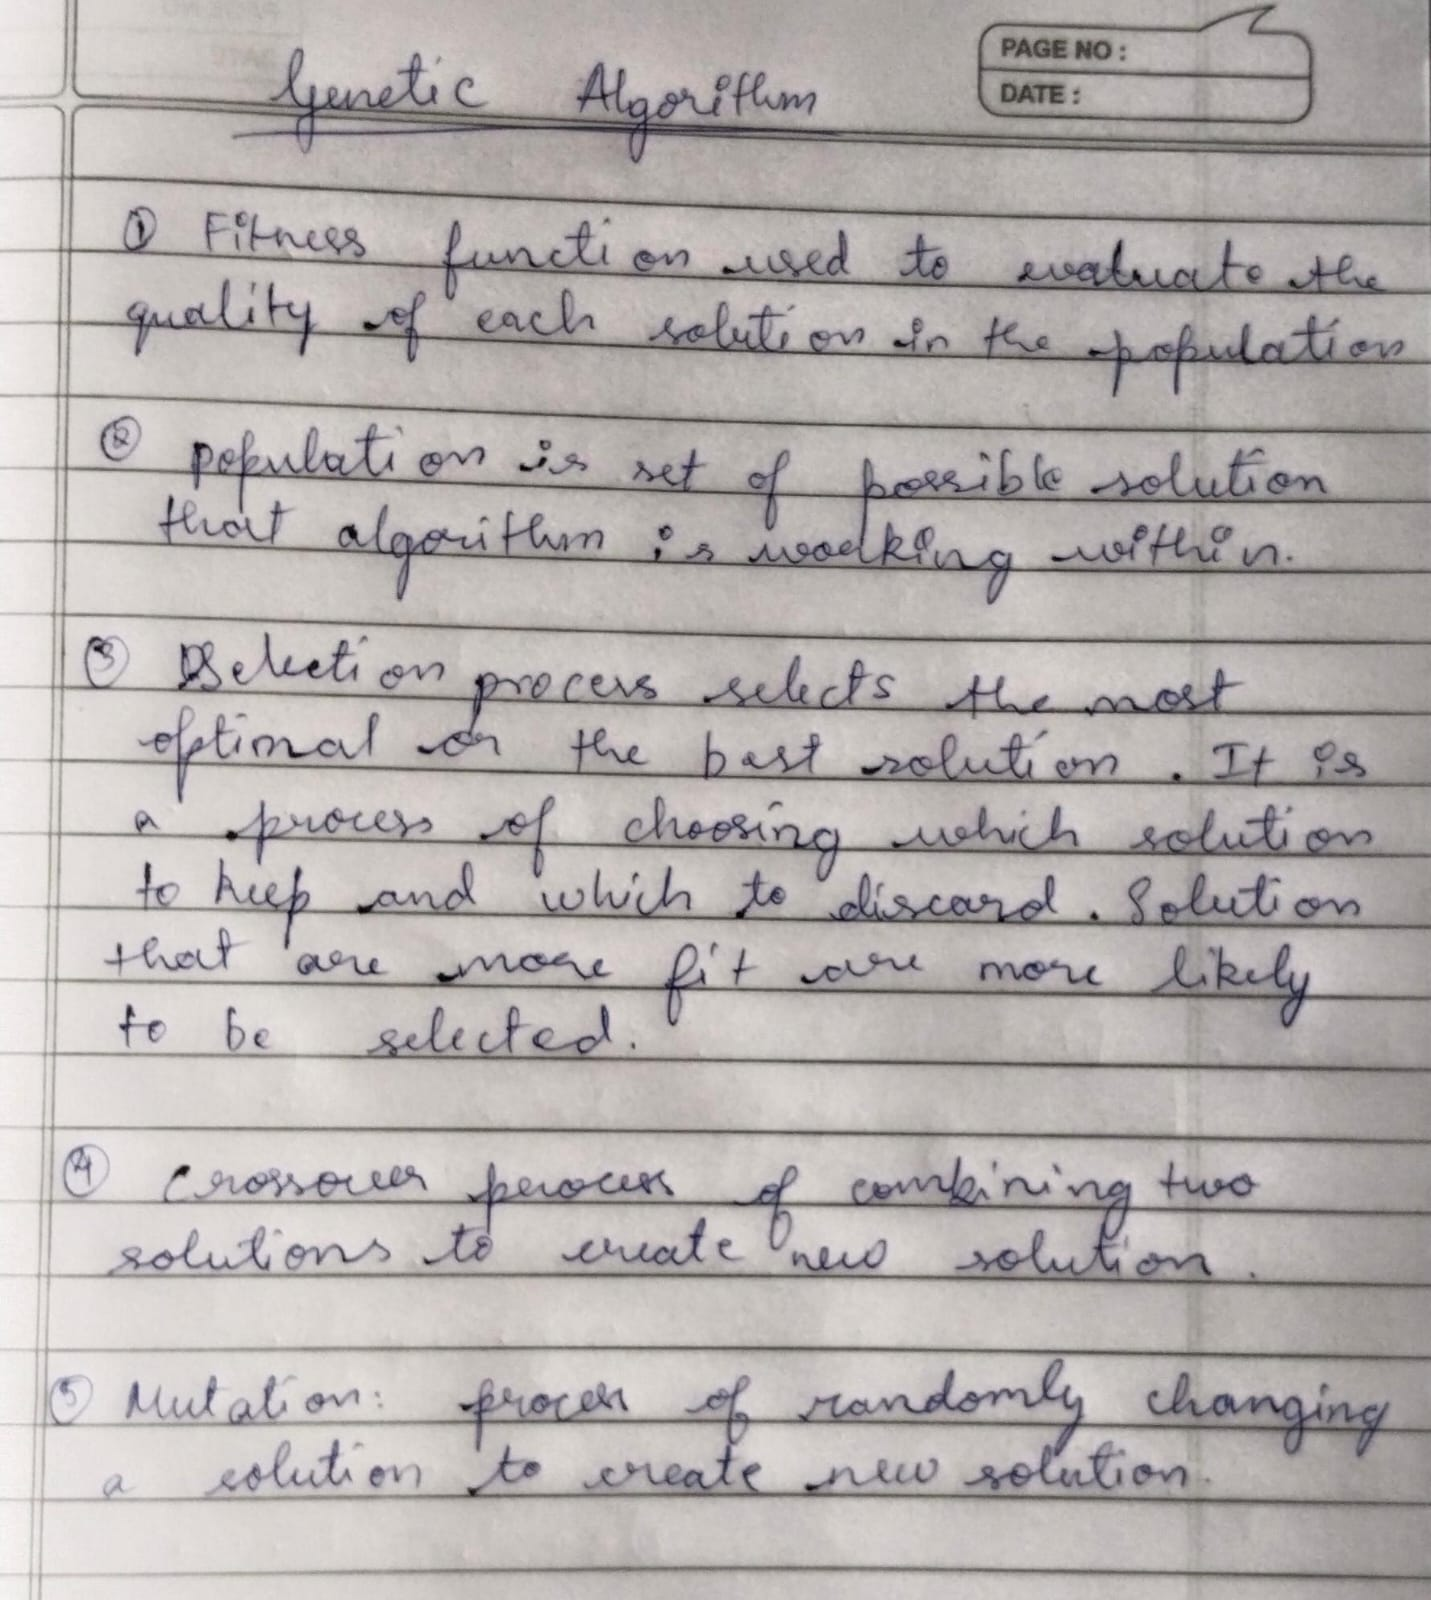 PAGE NO :
DATE :
Genetic Algorithm
① Fitness function used to evaluate the
quality of each solution in the population
② population is set of possible solution
that algorithm is working within.
③ Selection process selects the most
optimal or the best solution. It is
a process of choosing which solution
to keep and which to discard. Solution
that are more fit are more likely
to be selected.
④ Crossover process of combining two
solutions to create new solution.
⑤ Mutation: process of randomly changing
a solution to create new solution.